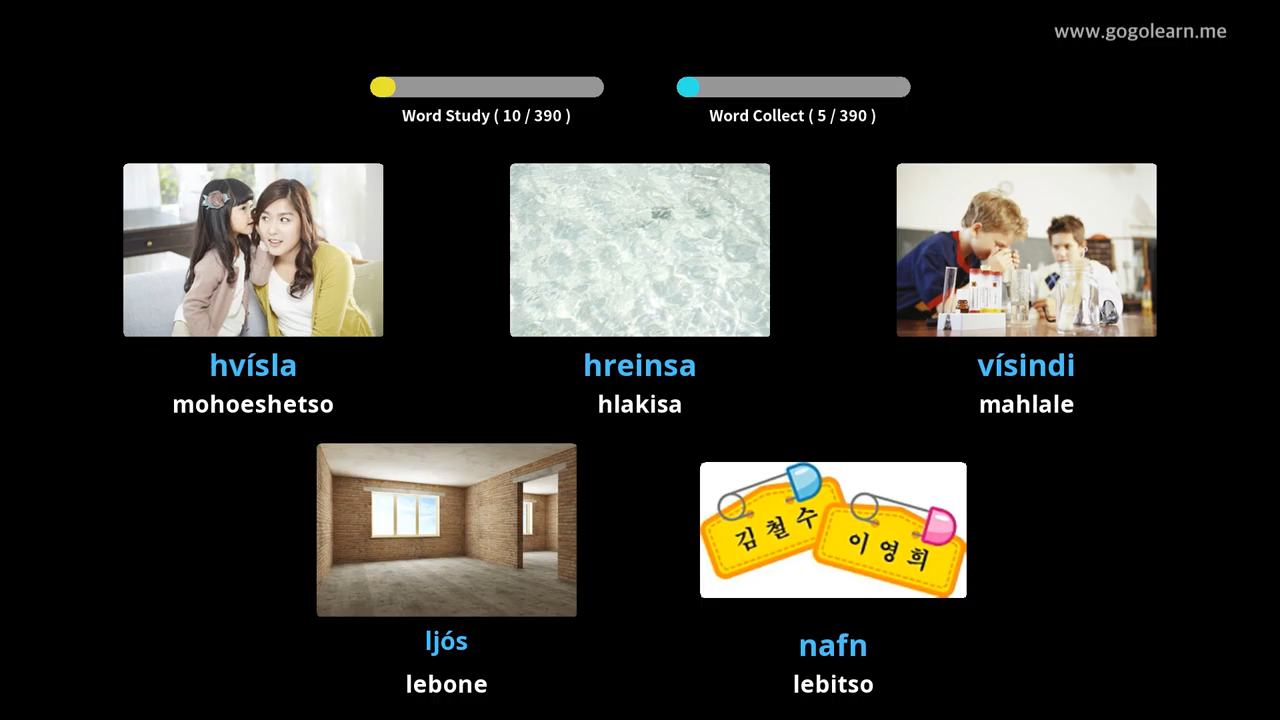 www.gogolearn.me
Word Study ( 10 / 390 )
Word Collect ( 5 / 390 )
hvísla
mohoeshetso
hreinsa
hlakisa
vísindi
mahlale
김철수
이영희
ljós
lebone
nafn
lebitso